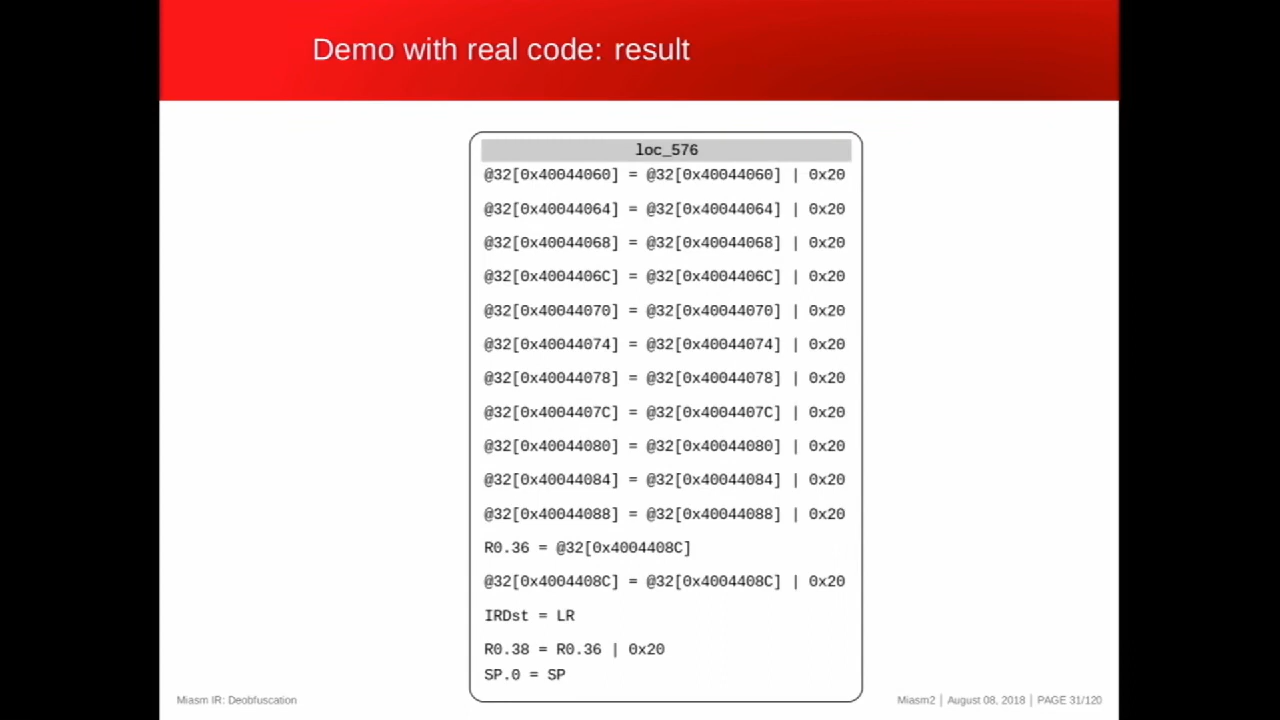 Demo with real code: result
loc_576
@32[0x40044060] = @32[0x40044060] | 0x20
@32[0x40044064] = @32[0x40044064] | 0x20
@32[0x40044068] = @32[0x40044068] | 0x20
@32[0x4004406C] = @32[0x4004406C] | 0x20
@32[0x40044070] = @32[0x40044070] | 0x20
@32[0x40044074] = @32[0x40044074] | 0x20
@32[0x40044078] = @32[0x40044078] | 0x20
@32[0x4004407C] = @32[0x4004407C] | 0x20
@32[0x40044080] = @32[0x40044080] | 0x20
@32[0x40044084] = @32[0x40044084] | 0x20
@32[0x40044088] = @32[0x40044088] | 0x20
R0.36 = @32[0x4004408C]
@32[0x4004408C] = @32[0x4004408C] | 0x20
IRDst = LR
R0.38 = R0.36 | 0x20
SP.0 = SP
Miasm IR: Deobfuscation
Miasm2 | August 08, 2018 | PAGE 31/120